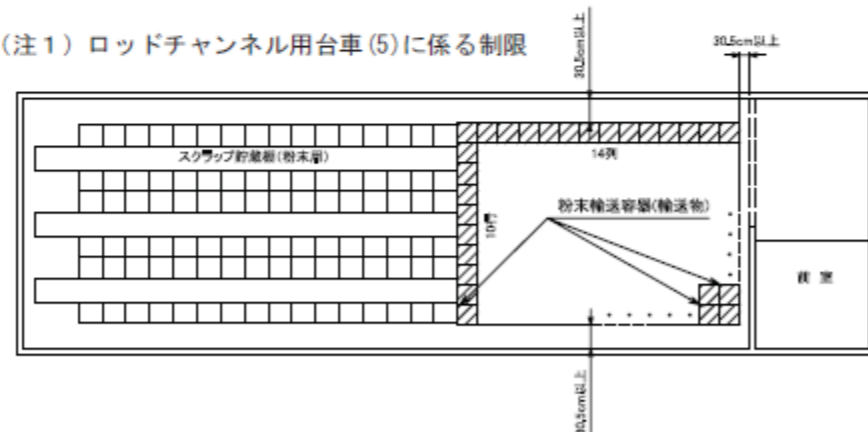 (注1) ロッドチャンネル用台車(5)に係る制限
30.5cm以上
30.5cm以上
スクラップ貯蔵棚(粉末用)
14列
粉末輸送容器(輸送物)
10行
前室
30.5cm以上